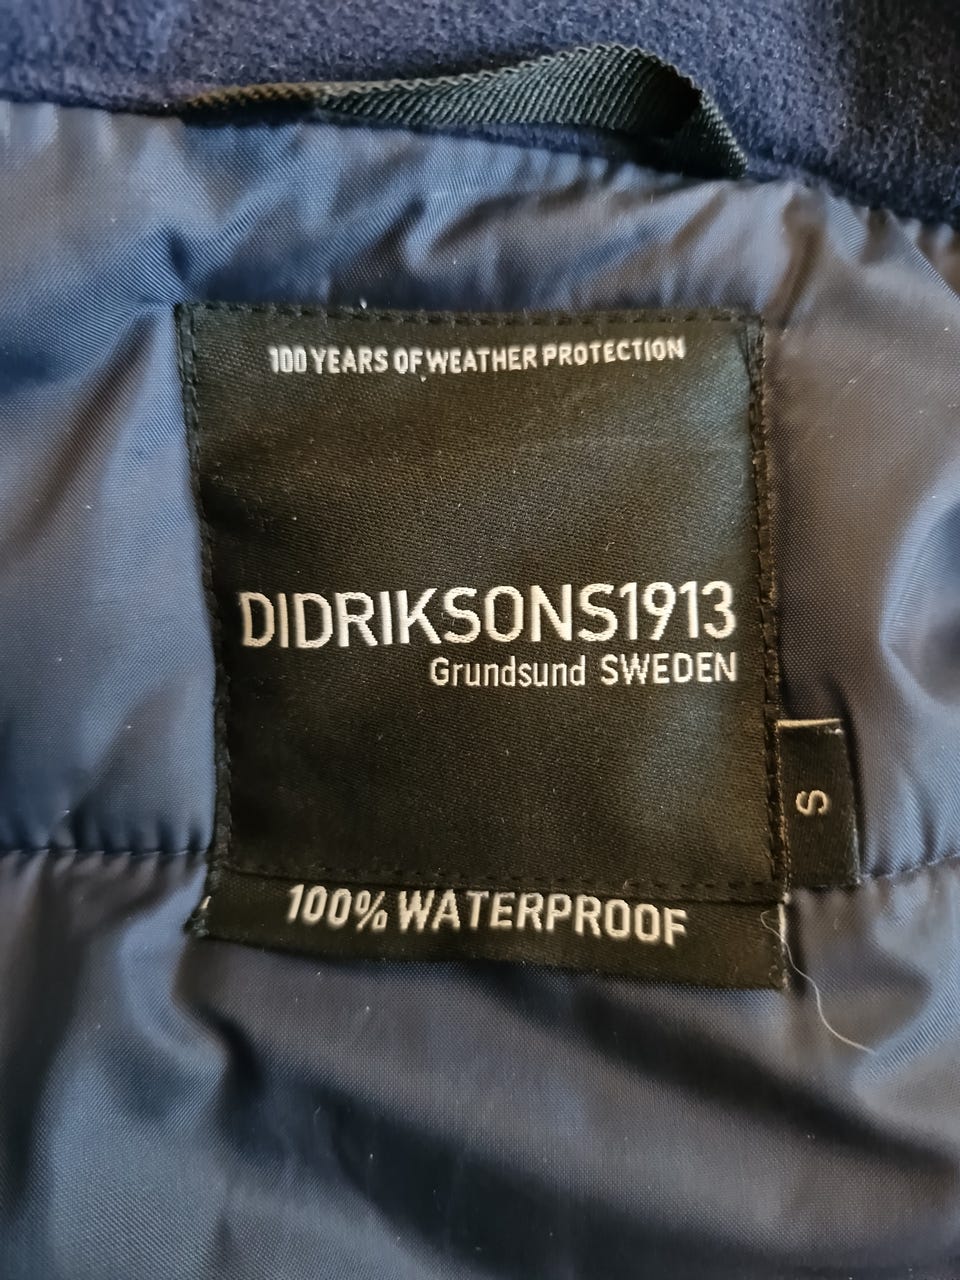 100 YEARS OF WEATHER PROTECTION
DIDRIKSONS1913
Grundsund SWEDEN
S
100% WATERPROOF